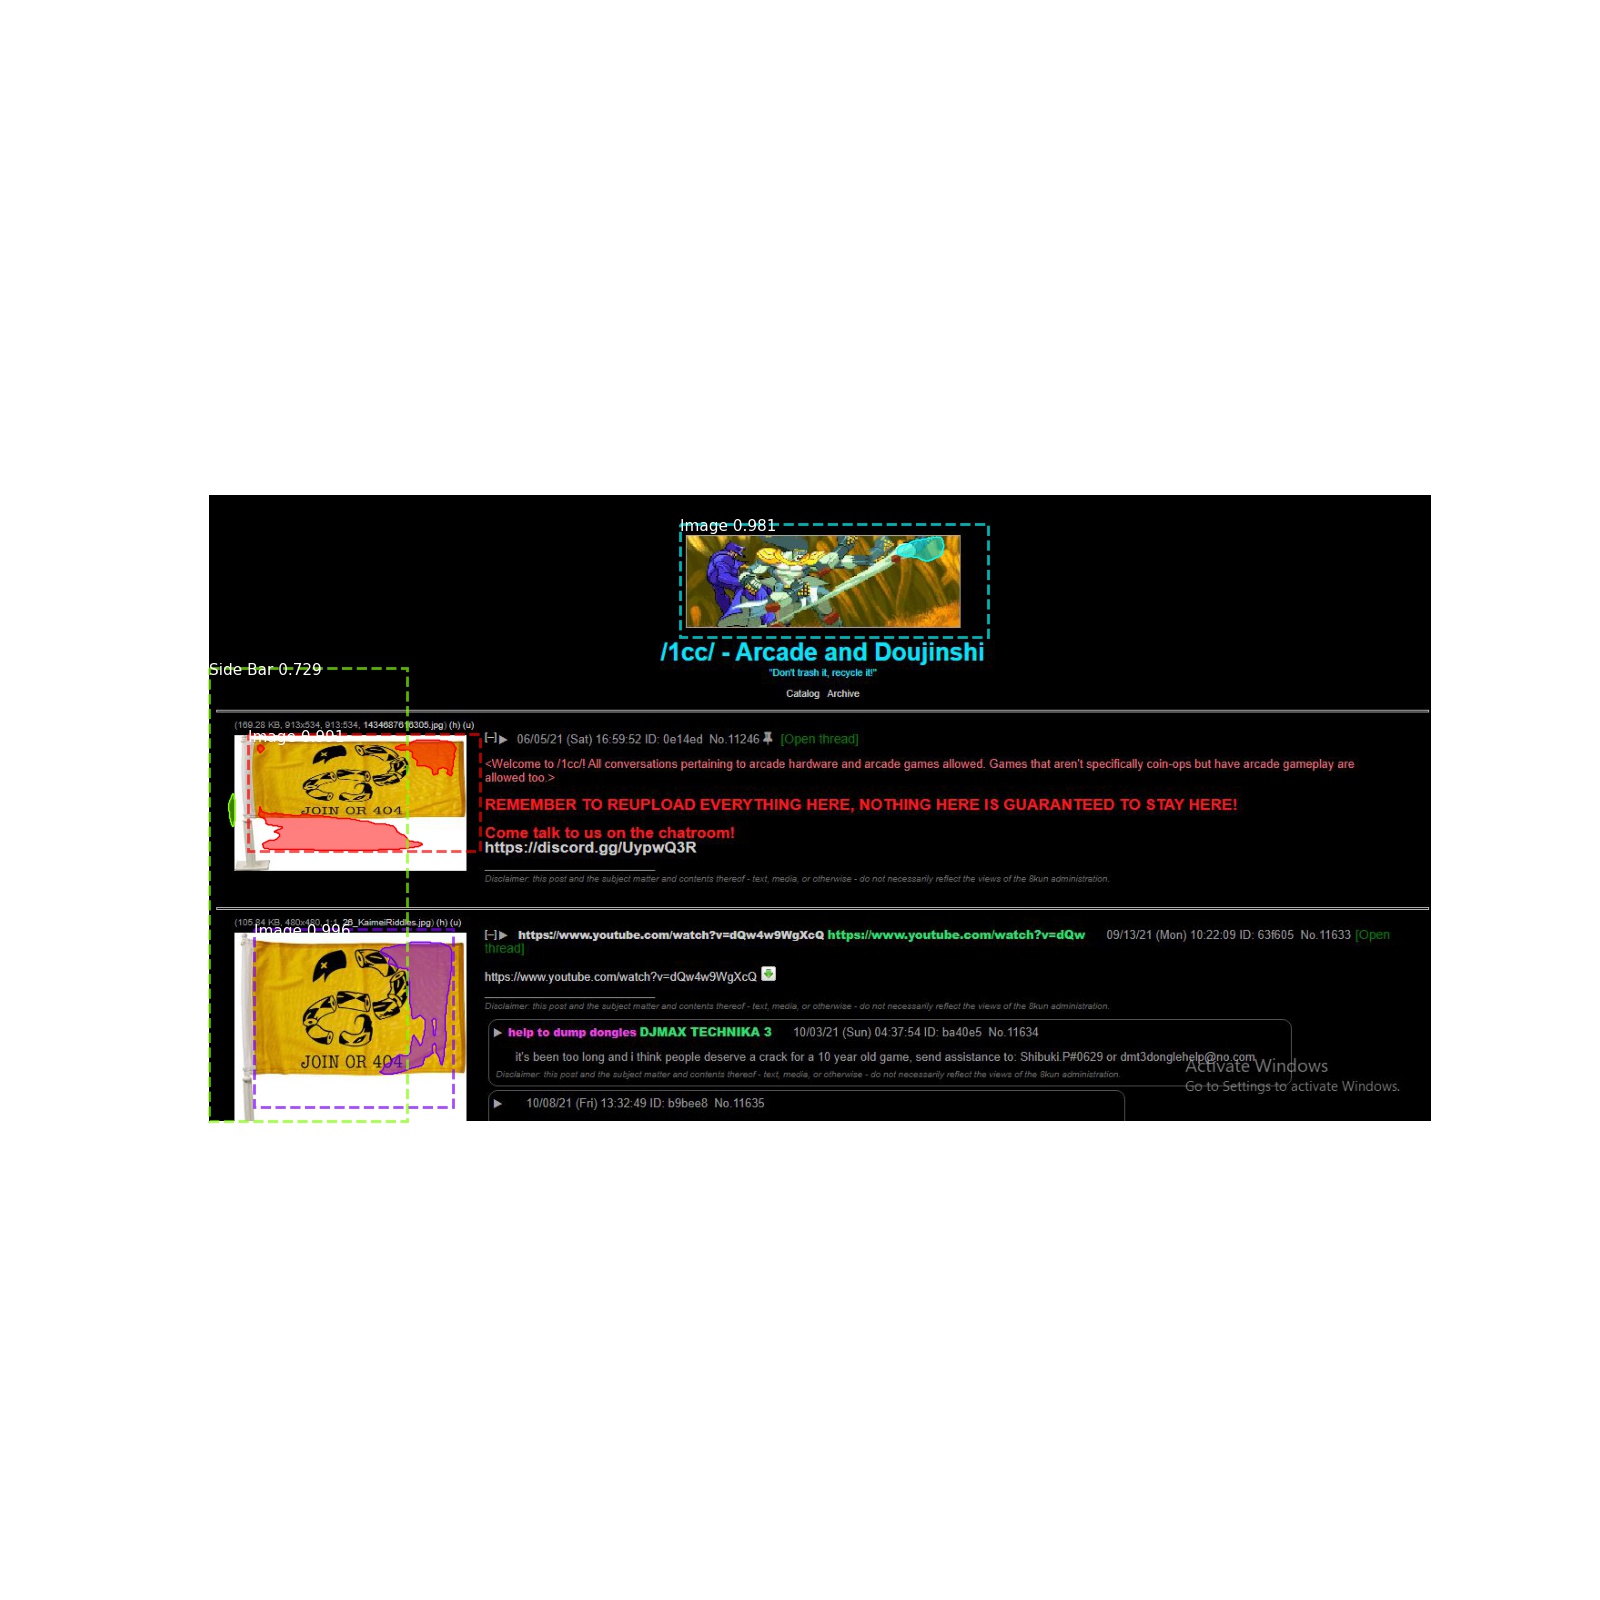 Image 0.981
/1cc/ - Arcade and Doujinshi
"Don't trash it, recycle it!"
Side Bar 0.729
Catalog Archive
(169.28 KB, 913x534, 913:534, 1434687616305.jpg) (h) (u)
Image 0.991
[–]▶ 06/05/21 (Sat) 16:59:52 ID: 0e14ed No.11246 [Open thread]
<Welcome to /1cc/! All conversations pertaining to arcade hardware and arcade games allowed. Games that aren't specifically coin-ops but have arcade gameplay are
allowed too.>
JOIN OR 404
REMEMBER TO REUPLOAD EVERYTHING HERE, NOTHING HERE IS GUARANTEED TO STAY HERE!
Come talk to us on the chatroom!
https://discord.gg/UypwQ3R
Disclaimer: this post and the subject matter and contents thereof - text, media, or otherwise - do not necessarily reflect the views of the 8kun administration.
(105.84 KB, 480x480, 1:1, 26_KaimeiRiddles.jpg) (h) (u)
Image 0.996
[–]▶ https://www.youtube.com/watch?v=dQw4w9WgXcQ https://www.youtube.com/watch?v=dQw 09/13/21 (Mon) 10:22:09 ID: 63f605 No.11633 [Open
thread]
https://www.youtube.com/watch?v=dQw4w9WgXcQ
Disclaimer: this post and the subject matter and contents thereof - text, media, or otherwise - do not necessarily reflect the views of the 8kun administration.
▶ help to dump dongles DJMAX TECHNIKA 3 10/03/21 (Sun) 04:37:54 ID: ba40e5 No.11634
JOIN OR 404
it's been too long and i think people deserve a crack for a 10 year old game, send assistance to: Shibuki.P#0629 or dmt3donglehelp@no.com
Disclaimer: this post and the subject matter and contents thereof - text, media, or otherwise - do not necessarily reflect the views of the 8kun administration.
Activate Windows
Go to Settings to activate Windows.
▶ 10/08/21 (Fri) 13:32:49 ID: b9bee8 No.11635